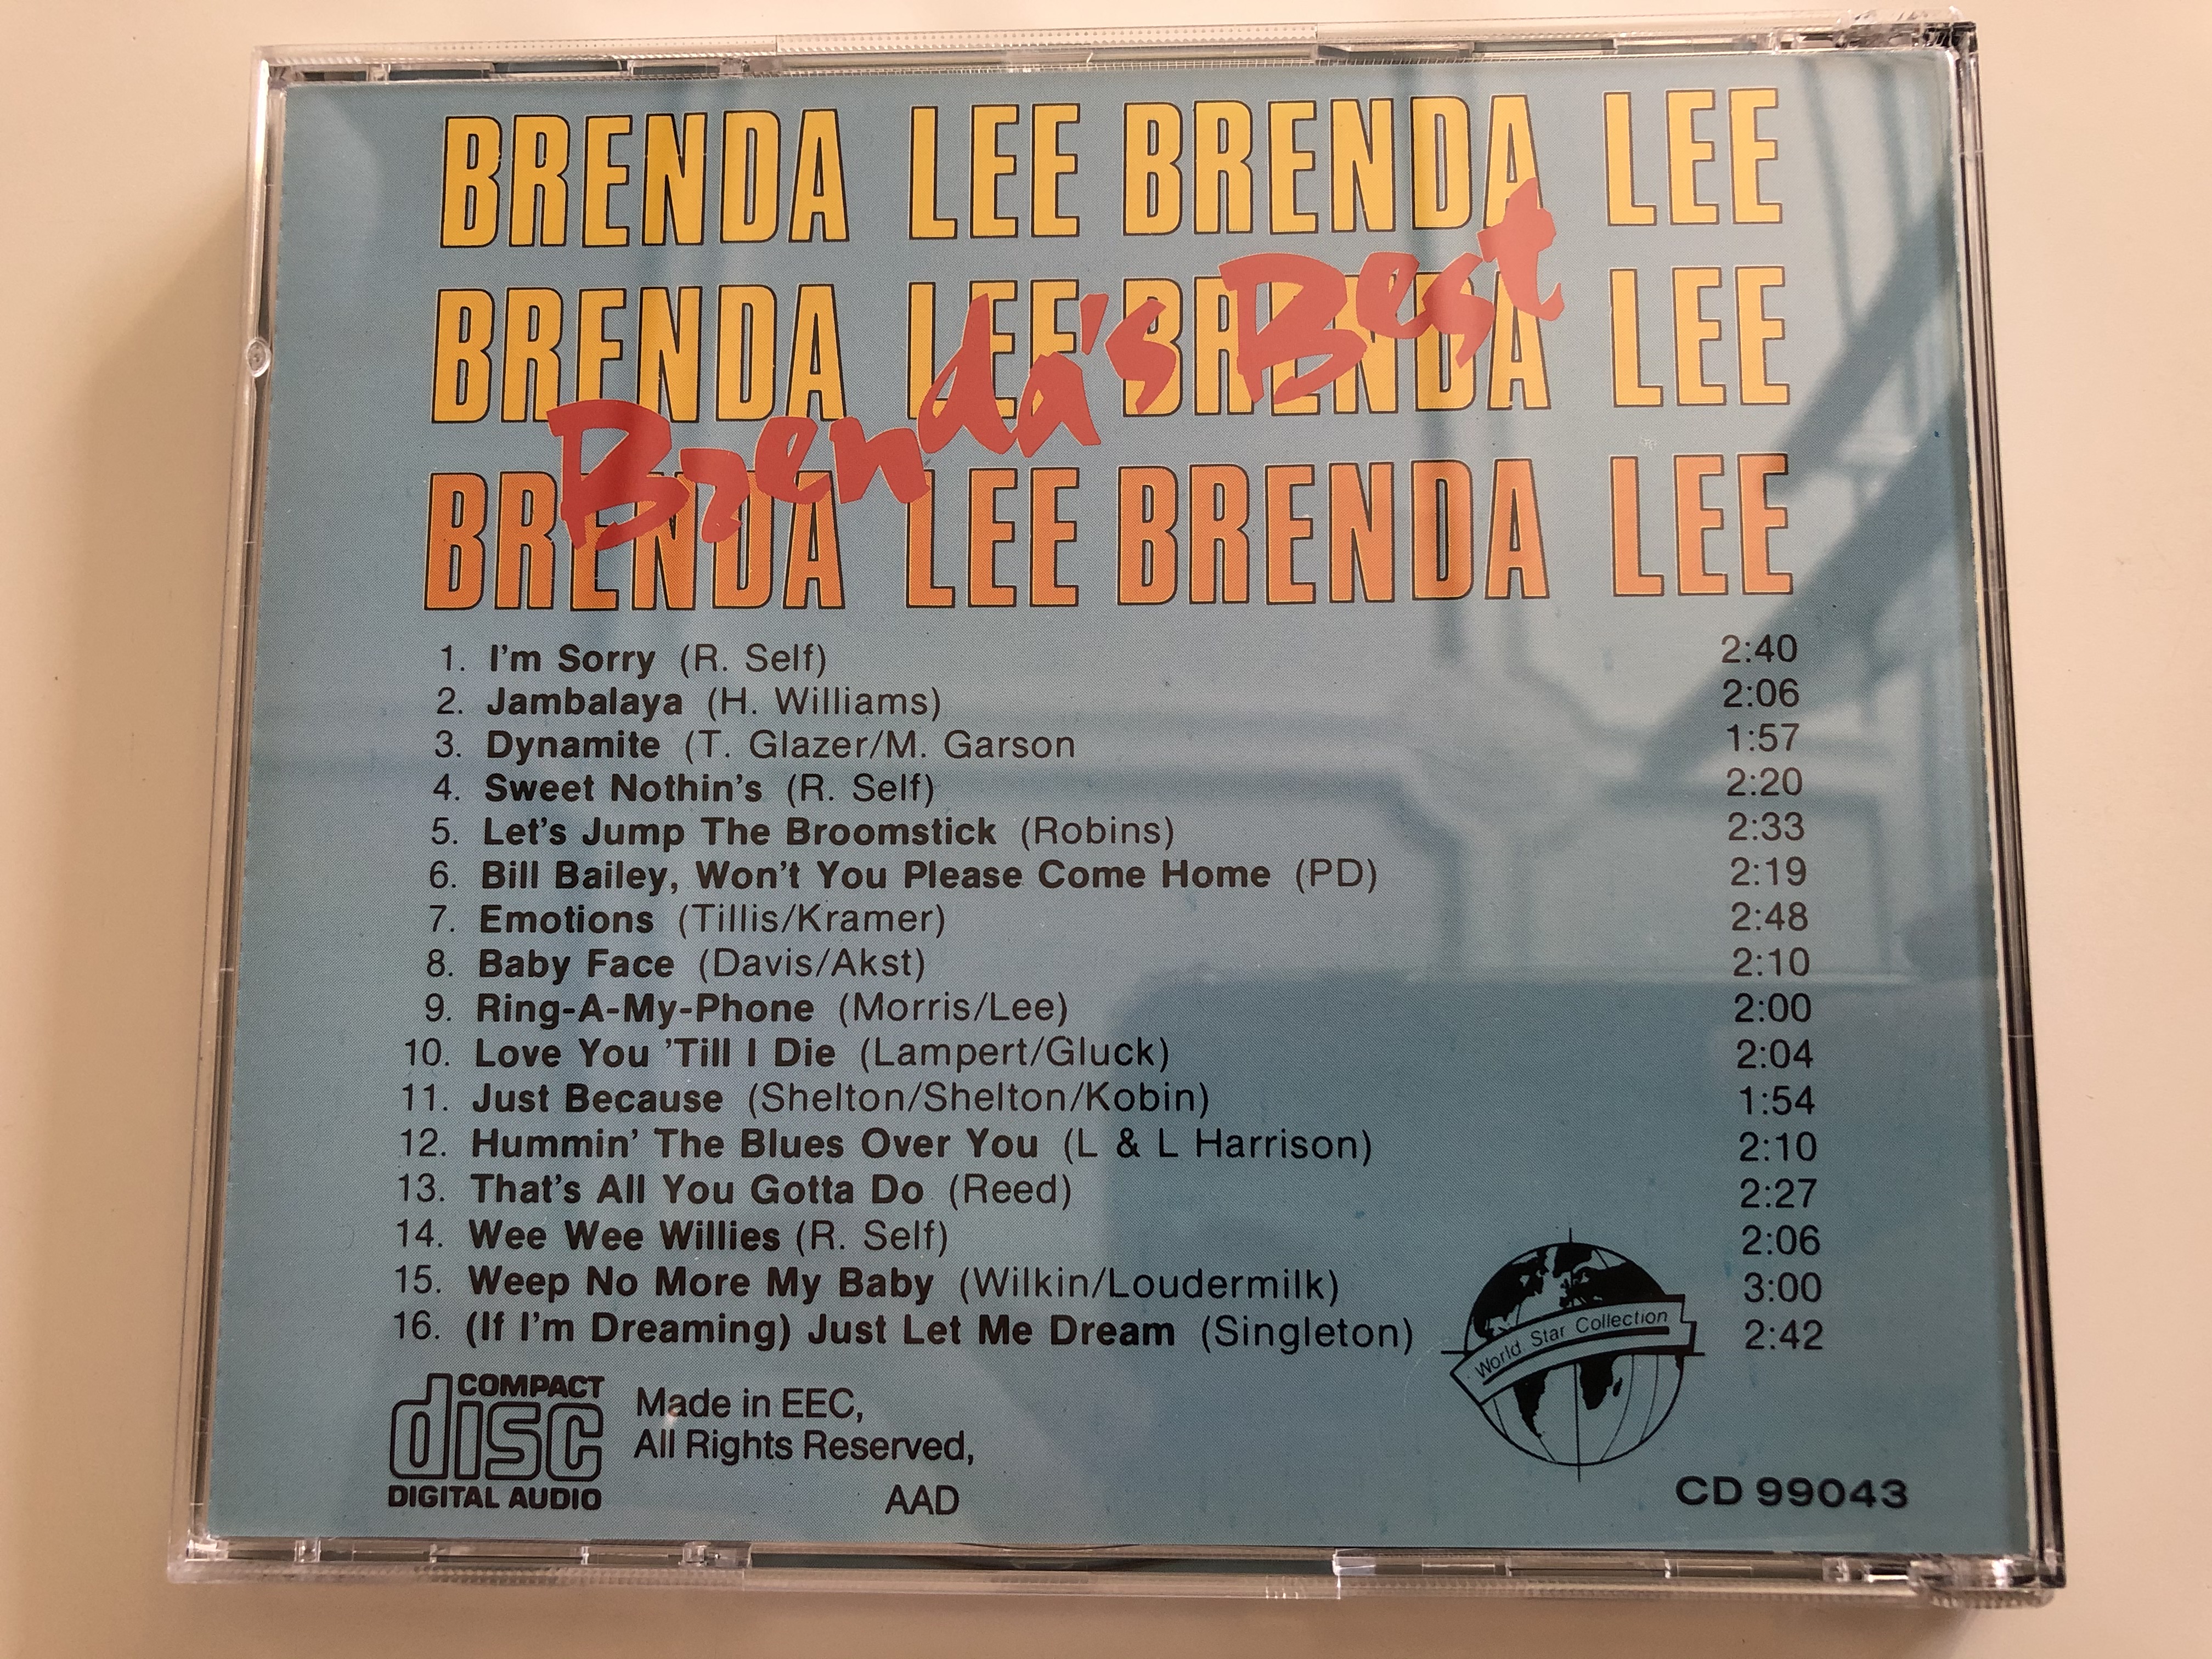 BRENDA LEE BRENDA LEE
BRENDA LEE BRENDA LEE
Brenda's Best
BRENDA LEE BRENDA LEE
1. I'm Sorry (R. Self) 2:40
2. Jambalaya (H. Williams) 2:06
3. Dynamite (T. Glazer/M. Garson 1:57
4. Sweet Nothin's (R. Self) 2:20
5. Let's Jump The Broomstick (Robins) 2:33
6. Bill Bailey, Won't You Please Come Home (PD) 2:19
7. Emotions (Tillis/Kramer) 2:48
8. Baby Face (Davis/Akst) 2:10
9. Ring-A-My-Phone (Morris/Lee) 2:00
10. Love You 'Till I Die (Lampert/Gluck) 2:04
11. Just Because (Shelton/Shelton/Kobin) 1:54
12. Hummin' The Blues Over You (L & L Harrison) 2:10
13. That's All You Gotta Do (Reed) 2:27
14. Wee Wee Willies (R. Self) 2:06
15. Weep No More My Baby (Wilkin/Loudermilk) 3:00
16. (If I'm Dreaming) Just Let Me Dream (Singleton) 2:42
World Star Collection
COMPACT
disc
DIGITAL AUDIO
Made in EEC,
All Rights Reserved,
AAD
CD 99043